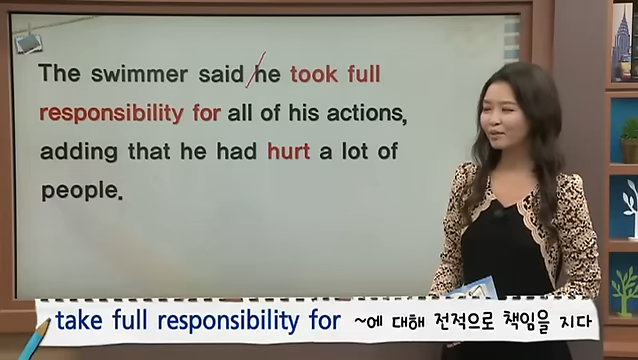 The swimmer said he took full
responsibility for all of his actions,
adding that he had hurt a lot of
people.
take full responsibility for ~에 대해 전적으로 책임을 지다